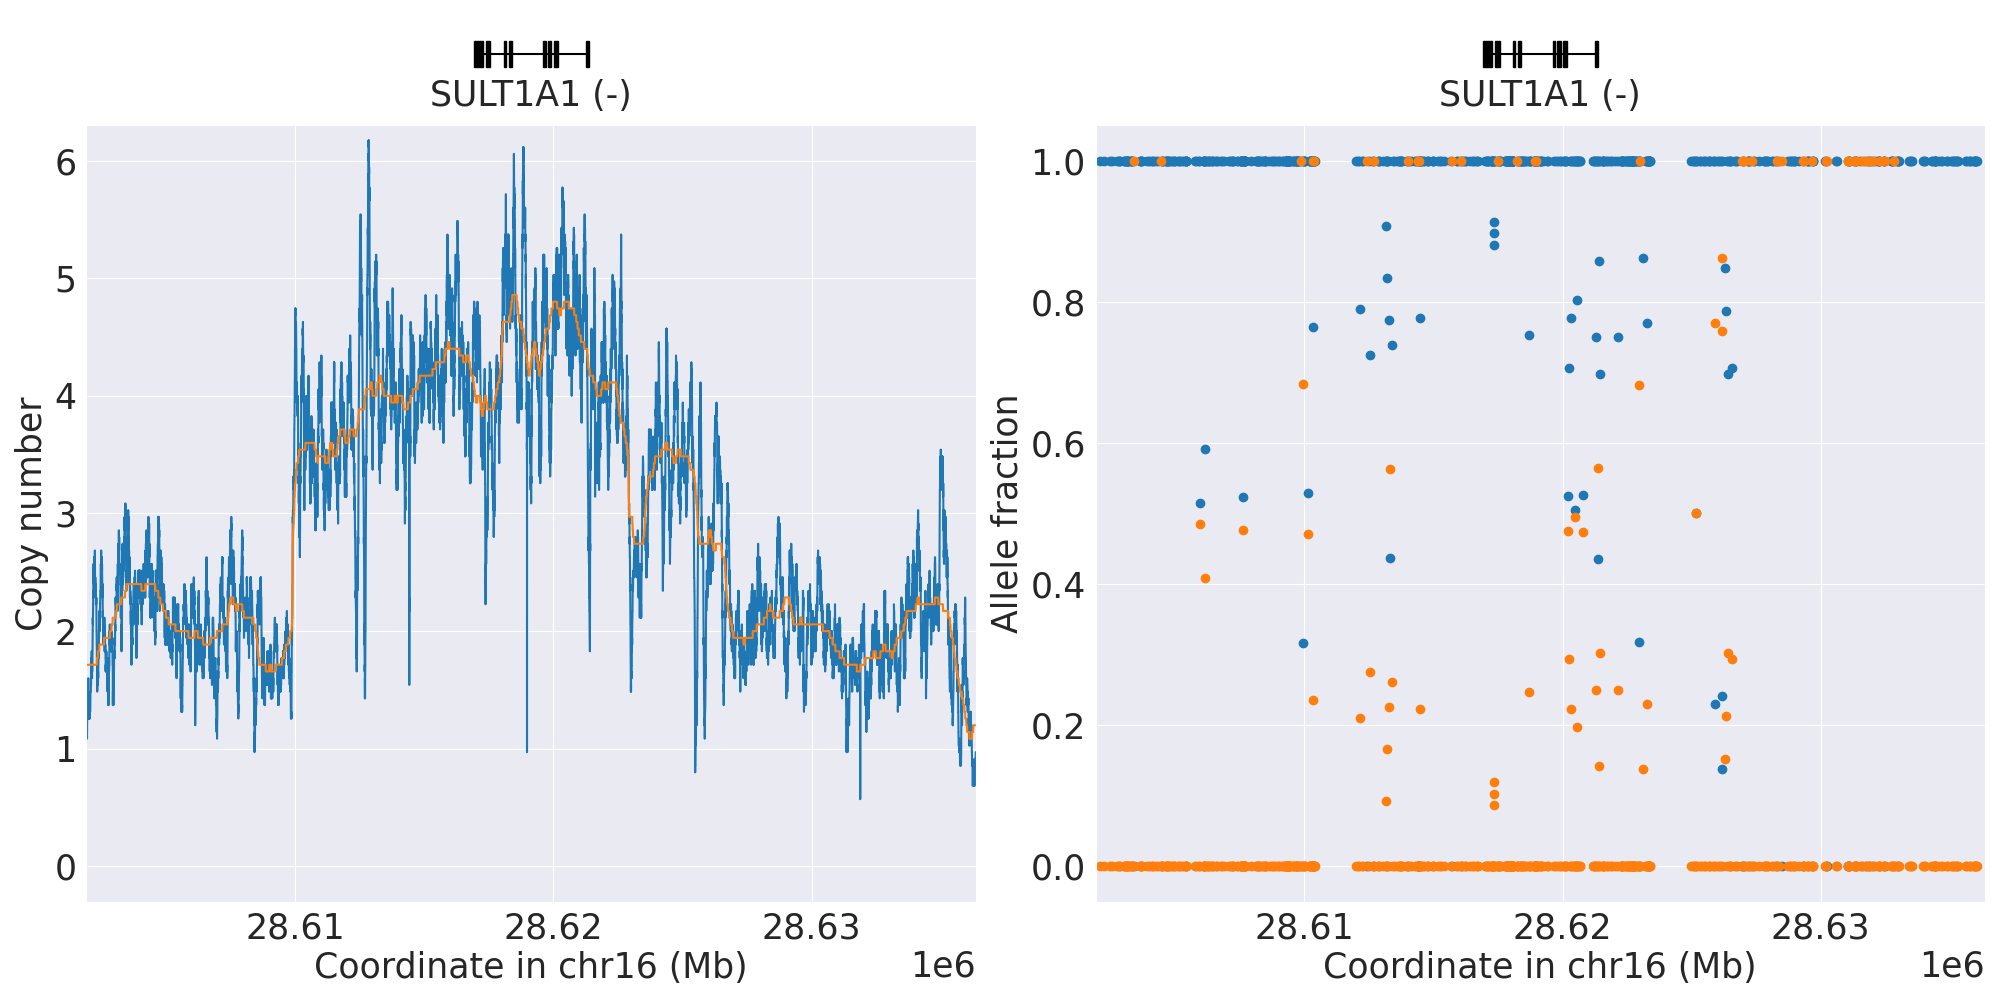 SULT1A1 (-)
6
5
4
3
2
1
0
Copy number
28.61
28.62
28.63
Coordinate in chr16 (Mb)
1e6
SULT1A1 (-)
1.0
0.8
0.6
0.4
0.2
0.0
Allele fraction
28.61
28.62
28.63
Coordinate in chr16 (Mb)
1e6